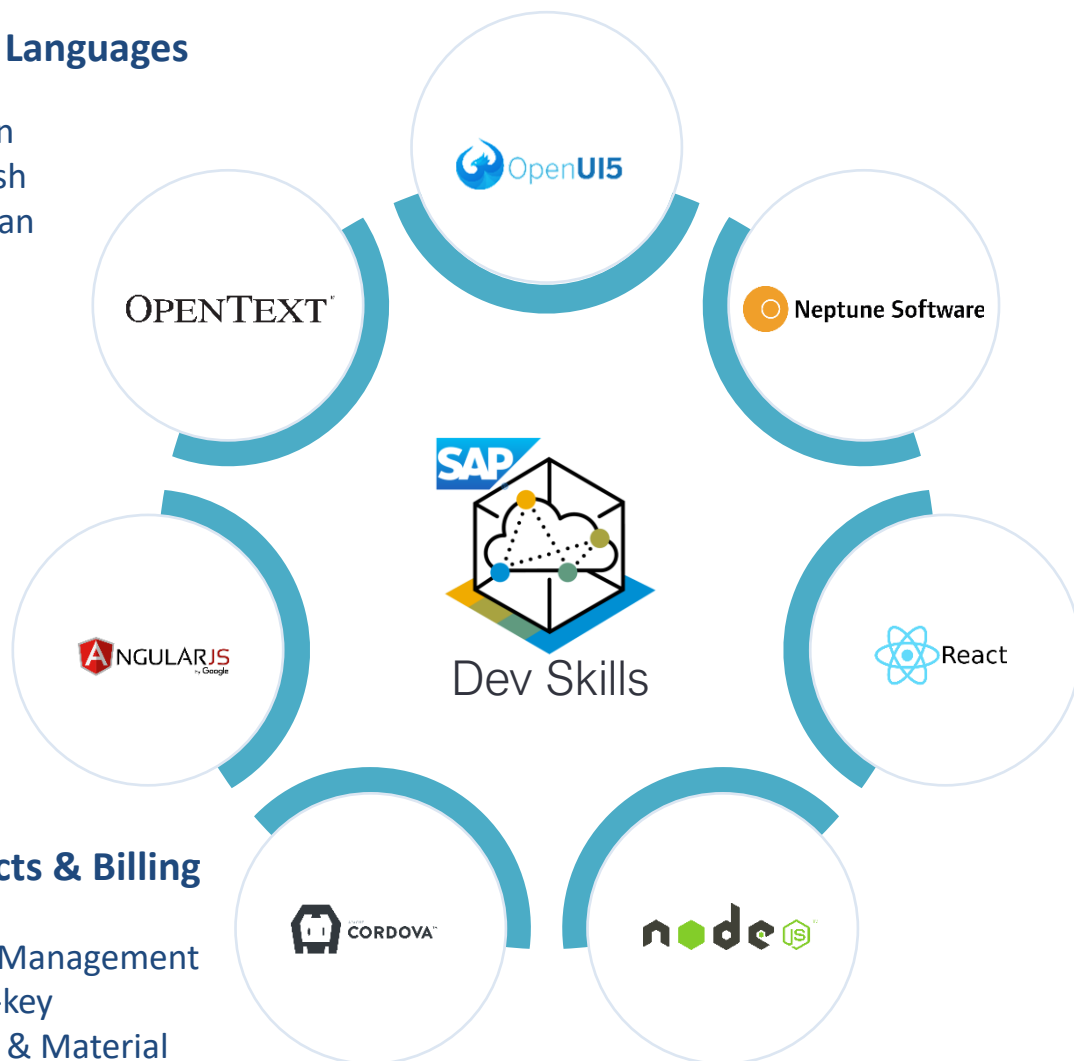 Languages
n
sh
an
OpenUI5
OPENTEXT
Neptune Software
SAP
Dev Skills
ANGULARJS
by Google
React
cts & Billing
Management
-key
& Material
CORDOVA
node
JS